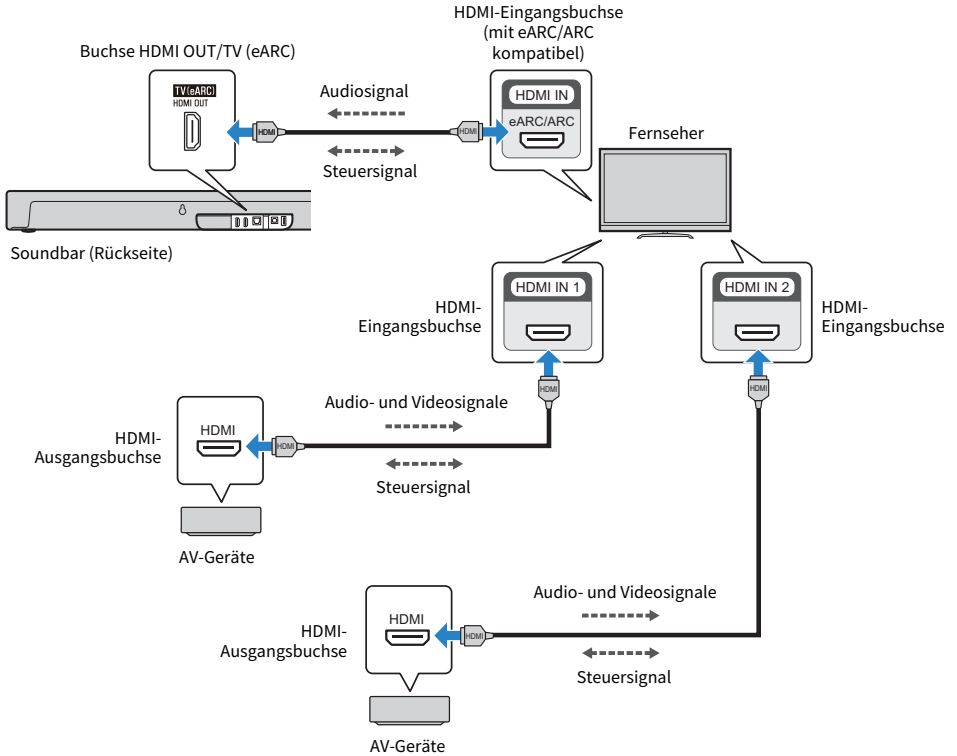 HDMI-Eingangsbuchse
(mit eARC/ARC
kompatibel)
Buchse HDMI OUT/TV (eARC)
TV(eARC)
HDMI OUT
HDMI
Audiosignal
Steuersignal
HDMI
HDMI IN
eARC/ARC
Fernseher
Soundbar (Rückseite)
HDMI-
Eingangsbuchse
HDMI IN 1
HDMI IN 2
HDMI-
Eingangsbuchse
HDMI
HDMI
HDMI-
Ausgangsbuchse
HDMI
HDMI
Audio- und Videosignale
Steuersignal
AV-Geräte
HDMI-
Ausgangsbuchse
HDMI
HDMI
Audio- und Videosignale
Steuersignal
AV-Geräte